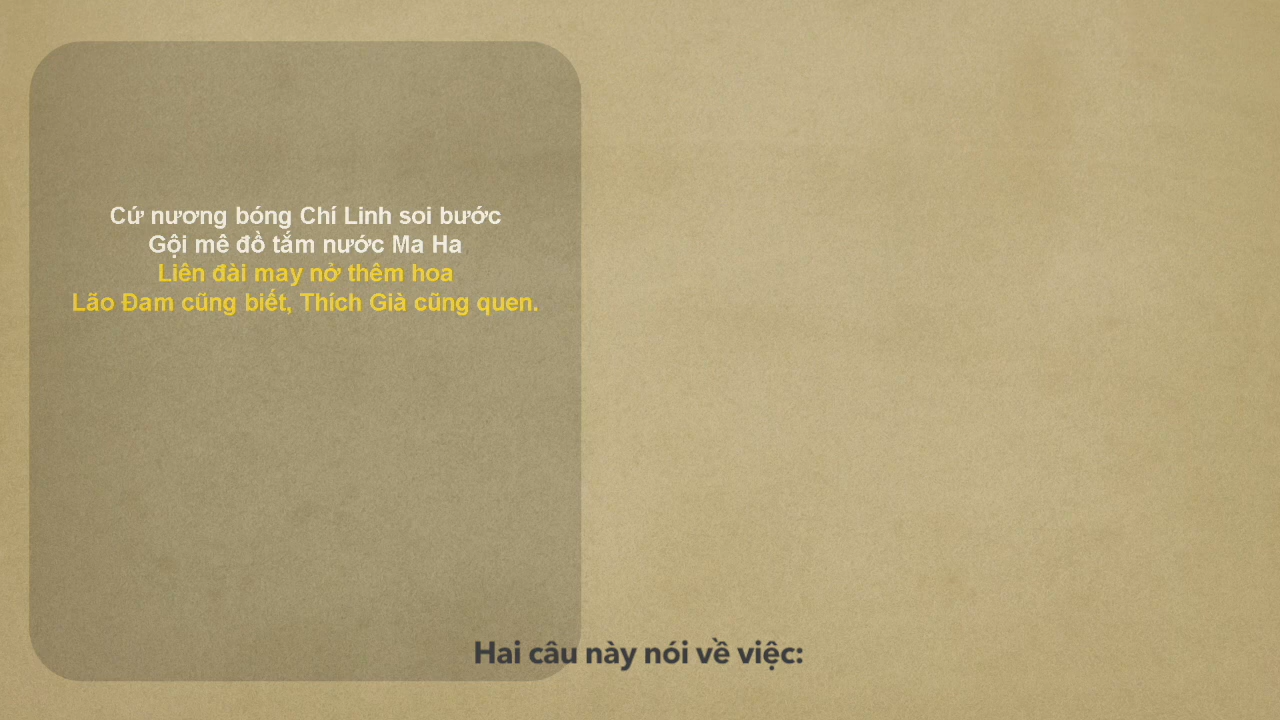 Cứ nương bóng Chí Linh soi bước
Gội mê đồ tắm nước Ma Ha
Liên đài may nở thêm hoa
Lão Đam cũng biết, Thích Già cũng quen.
Hai câu này nói về việc: